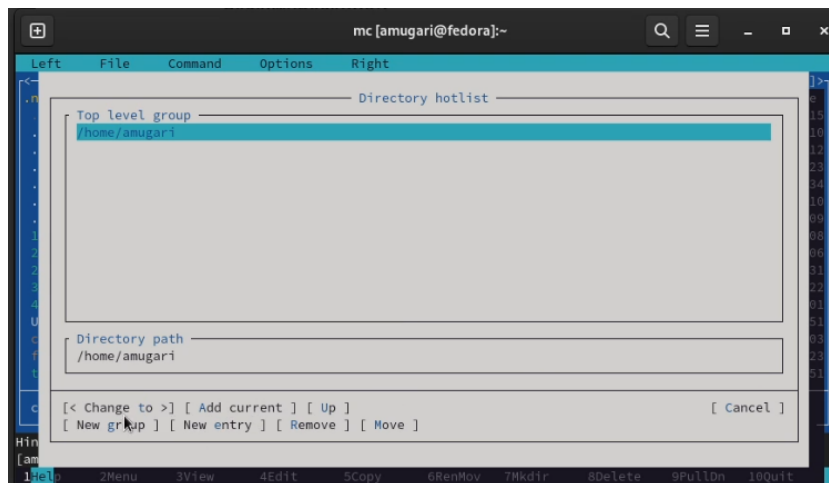 mc [amugari@fedora]:~
Left File Command Options Right
Directory hotlist
Top level group
/home/amugari
Directory path
/home/amugari
[< Change to >] [ Add current ] [ Up ] [ Cancel ]
[ New group ] [ New entry ] [ Remove ] [ Move ]
Hin
[am
1Help 2Menu 3View 4Edit 5Copy 6RenMov 7Mkdir 8Delete 9PullDn 10Quit